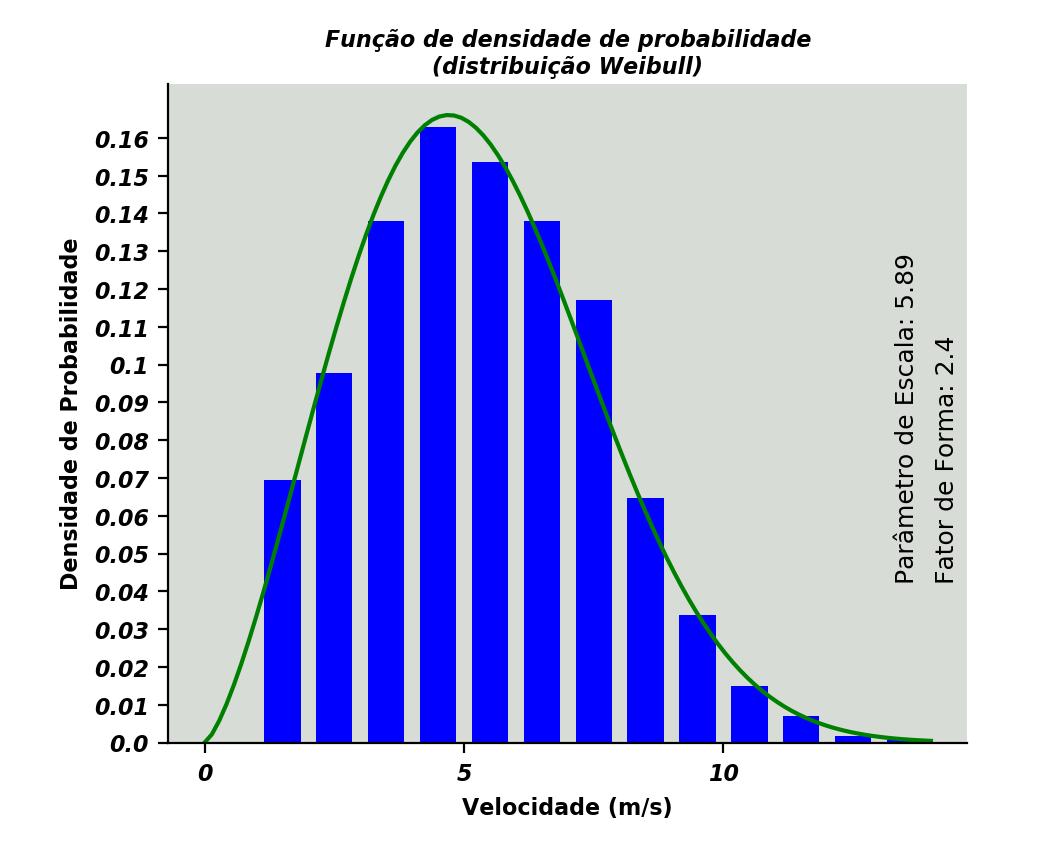 Função de densidade de probabilidade
(distribuição Weibull)
Densidade de Probabilidade
0.16
0.15
0.14
0.13
0.12
0.11
0.1
0.09
0.08
0.07
0.06
0.05
0.04
0.03
0.02
0.01
0.0
Parâmetro de Escala: 5.89
Fator de Forma: 2.4
0 5 10
Velocidade (m/s)